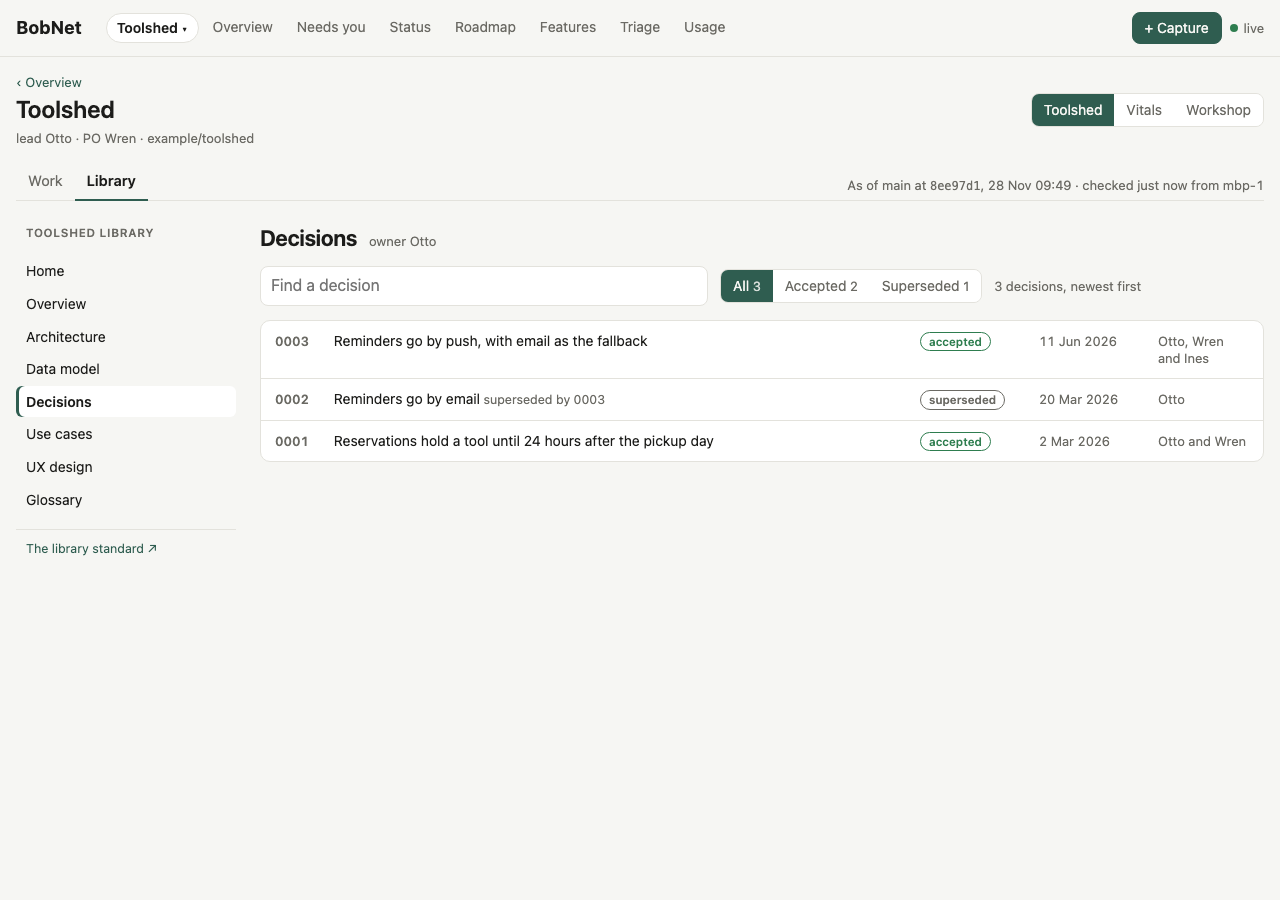 BobNet
Toolshed ▾
Overview
Needs you
Status
Roadmap
Features
Triage
Usage
+ Capture
live
‹ Overview
Toolshed
lead Otto · PO Wren · example/toolshed
Toolshed
Vitals
Workshop
Work
Library
As of main at 8ee97d1, 28 Nov 09:49 · checked just now from mbp-1
TOOLSHED LIBRARY
Home
Overview
Architecture
Data model
Decisions
Use cases
UX design
Glossary
The library standard ↗
Decisions owner Otto
Find a decision
All 3
Accepted 2
Superseded 1
3 decisions, newest first
0003 Reminders go by push, with email as the fallback accepted 11 Jun 2026 Otto, Wren
and Ines
0002 Reminders go by email superseded by 0003 superseded 20 Mar 2026 Otto
0001 Reservations hold a tool until 24 hours after the pickup day accepted 2 Mar 2026 Otto and Wren